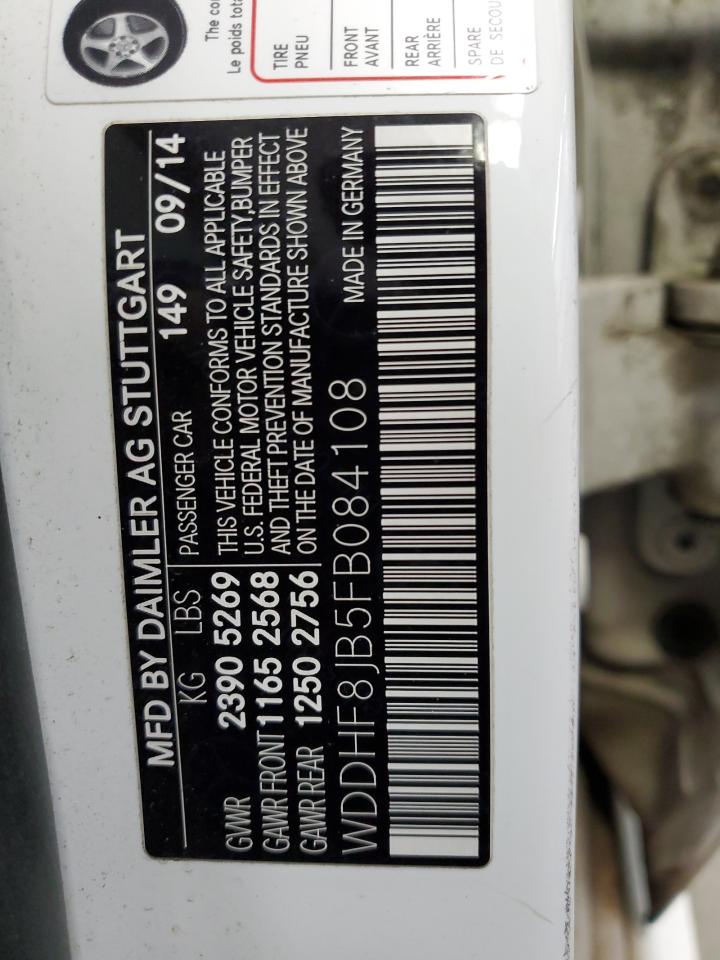 The
Le poids
TIRE
PNEU
FRONT
AVANT
REAR
ARRIÈRE
SPARE
DE
MFD BY DAIMLER AG STUTTGART
149 09/14
KG LBS PASSENGER CAR
GVWR 2390 5269 THIS VEHICLE CONFORMS TO ALL APPLICABLE
U.S. FEDERAL MOTOR VEHICLE SAFETY,BUMPER
GAWR FRONT 1165 2568 AND THEFT PREVENTION STANDARDS IN EFFECT
GAWR REAR 1250 2756 ON THE DATE OF MANUFACTURE SHOWN ABOVE
WDDHF8JB5FB084108 MADE IN GERMANY